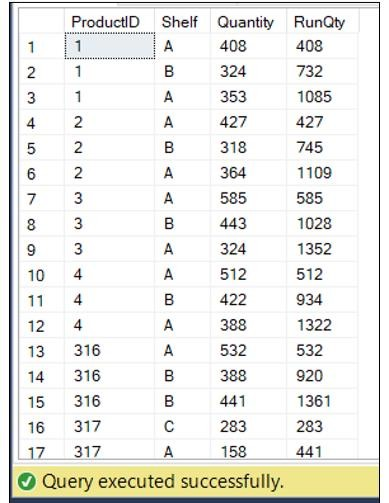 ProductID Shelf Quantity RunQty
1 1 A 408 408
2 1 B 324 732
3 1 A 353 1085
4 2 A 427 427
5 2 B 318 745
6 2 A 364 1109
7 3 A 585 585
8 3 B 443 1028
9 3 A 324 1352
10 4 A 512 512
11 4 B 422 934
12 4 A 388 1322
13 316 A 532 532
14 316 B 388 920
15 316 B 441 1361
16 317 C 283 283
17 317 A 158 441
Query executed successfully.